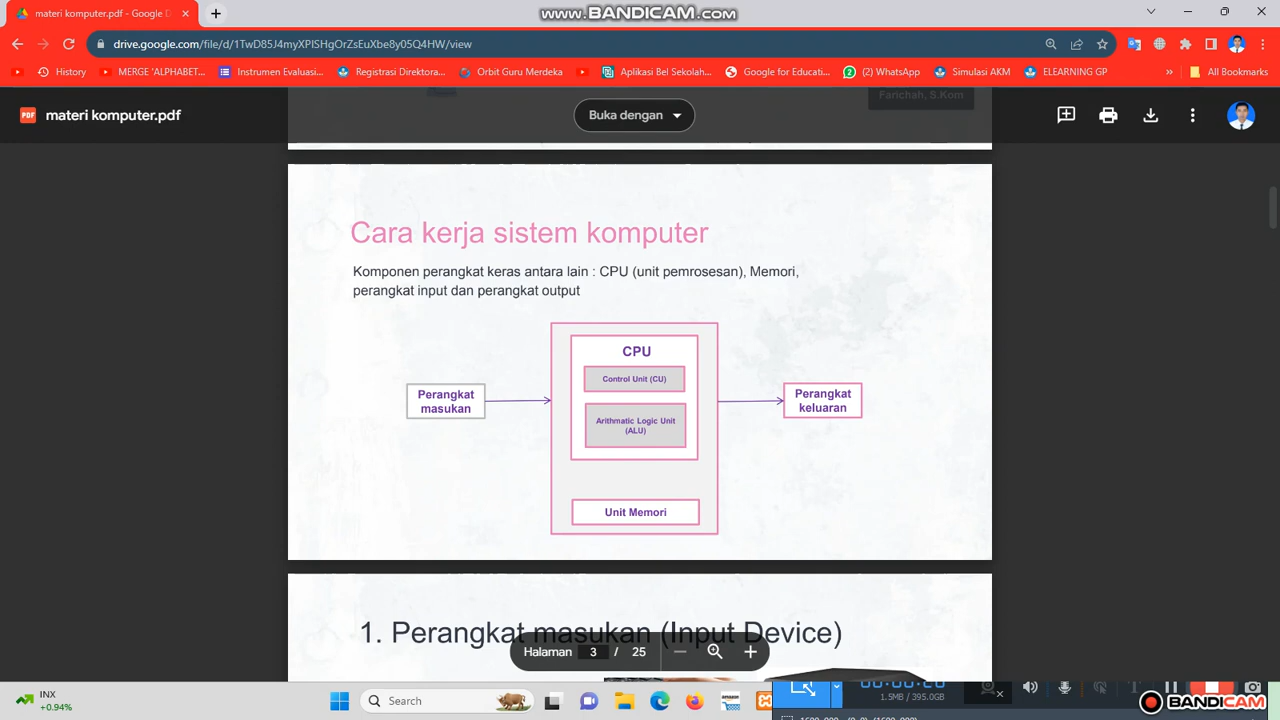 materi komputer.pdf - Google D
WWW.BANDICAM.COM
drive.google.com/file/d/1TwD85J4myXPlSHgOrZsEuXbe8y05Q4HW/view
History
MERGE 'ALPHABET...
Instrumen Evaluasi...
Registrasi Direktora...
Orbit Guru Merdeka
Aplikasi Bel Sekolah...
Google for Educati...
(2) WhatsApp
Simulasi AKM
ELEARNING GP
»
All Bookmarks
PDF
materi komputer.pdf
Buka dengan
Farichah, S.Kom
Cara kerja sistem komputer
Komponen perangkat keras antara lain : CPU (unit pemrosesan), Memori,
perangkat input dan perangkat output
CPU
Control Unit (CU)
Perangkat
masukan
Arithmatic Logic Unit
(ALU)
Perangkat
keluaran
Unit Memori
1. Perangkat masukan (Input Device)
Halaman 3 / 25
INX
+0.94%
Search
1.5MB / 395.0GB
BANDICAM